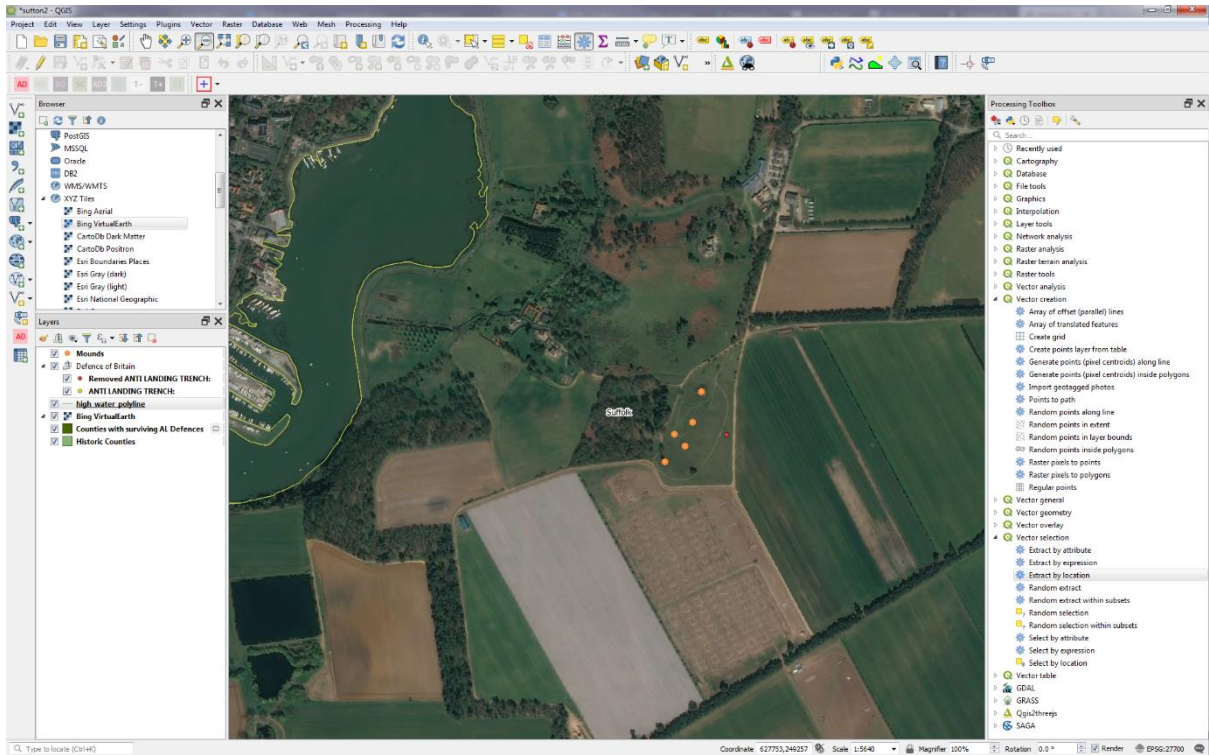 *sutton2 - QGIS
Project Edit View Layer Settings Plugins Vector Raster Database Web Mesh Processing Help
AD
Browser
PostGIS
MSSQL
Oracle
DB2
WMS/WMTS
XYZ Tiles
Bing Aerial
Bing VirtualEarth
CartoDb Dark Matter
CartoDb Positron
Esri Boundaries Places
Esri Gray (dark)
Esri Gray (light)
Esri National Geographic
Layers
Mounds
Defence of Britain
Removed ANTI LANDING TRENCH:
ANTI LANDING TRENCH:
high_water_polyline
Bing VirtualEarth
Counties with surviving AL Defences
Historic Counties
AD
Suffolk
Processing Toolbox
Search...
Recently used
Cartography
Database
File tools
Graphics
Interpolation
Layer tools
Network analysis
Raster analysis
Raster terrain analysis
Raster tools
Vector analysis
Vector creation
Array of offset (parallel) lines
Array of translated features
Create grid
Create points layer from table
Generate points (pixel centroids) along line
Generate points (pixel centroids) inside polygons
Import geotagged photos
Points to path
Random points along line
Random points in extent
Random points in layer bounds
Random points inside polygons
Raster pixels to points
Raster pixels to polygons
Regular points
Vector general
Vector geometry
Vector overlay
Vector selection
Extract by attribute
Extract by expression
Extract by location
Random extract
Random extract within subsets
Random selection
Random selection within subsets
Select by attribute
Select by expression
Select by location
Vector table
GDAL
GRASS
Qgis2threejs
SAGA
Type to locate (Ctrl+K)
Coordinate 627753,249257 Scale 1:5640 Magnifier 100% Rotation 0.0 ° Render EPSG:27700